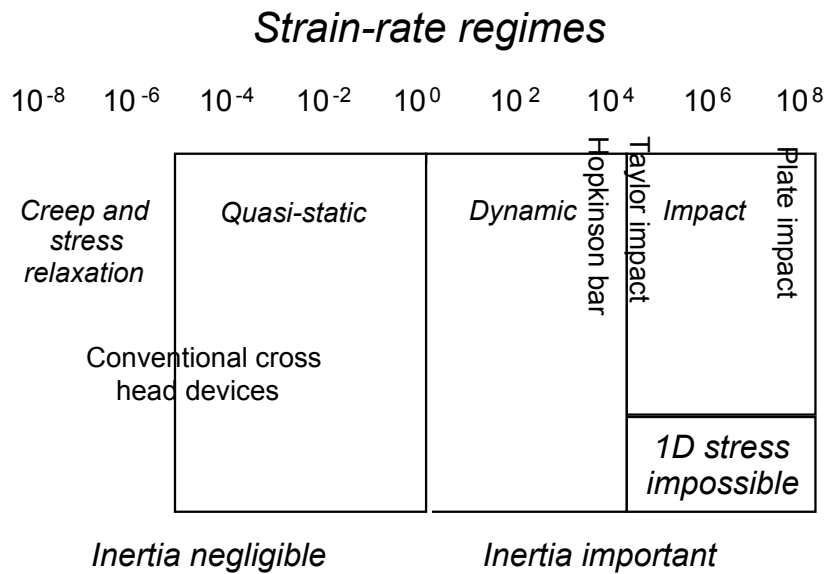 Strain-rate regimes
10⁻⁸ 10⁻⁶ 10⁻⁴ 10⁻² 10⁰ 10² 10⁴ 10⁶ 10⁸
Creep and
stress
relaxation
Quasi-static
Dynamic
Hopkinson bar
Taylor impact
Impact
Plate impact
Conventional cross
head devices
1D stress
impossible
Inertia negligible
Inertia important